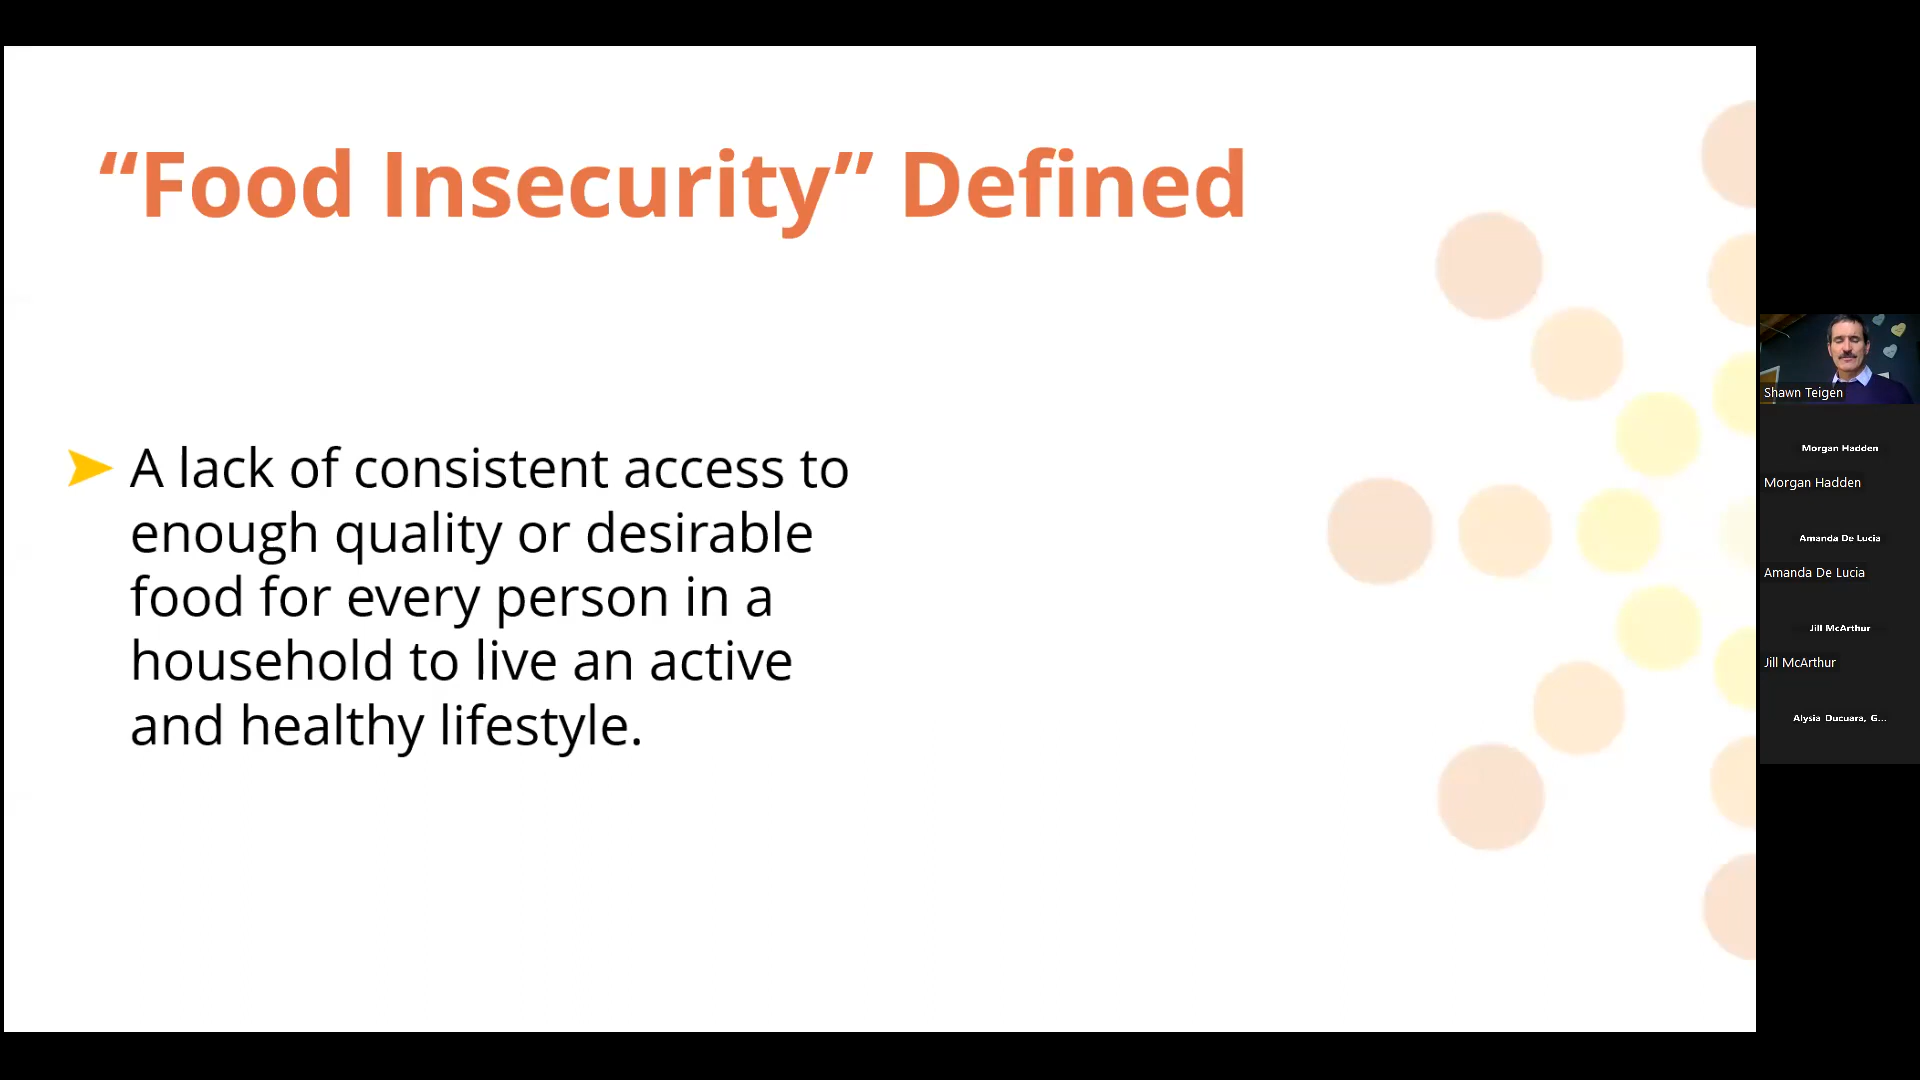 “Food Insecurity” Defined
A lack of consistent access to
enough quality or desirable
food for every person in a
household to live an active
and healthy lifestyle.
Shawn Teigen
Morgan Hadden
Morgan Hadden
Amanda De Lucia
Amanda De Lucia
Jill McArthur
Jill McArthur
Alysia Ducuara, G...